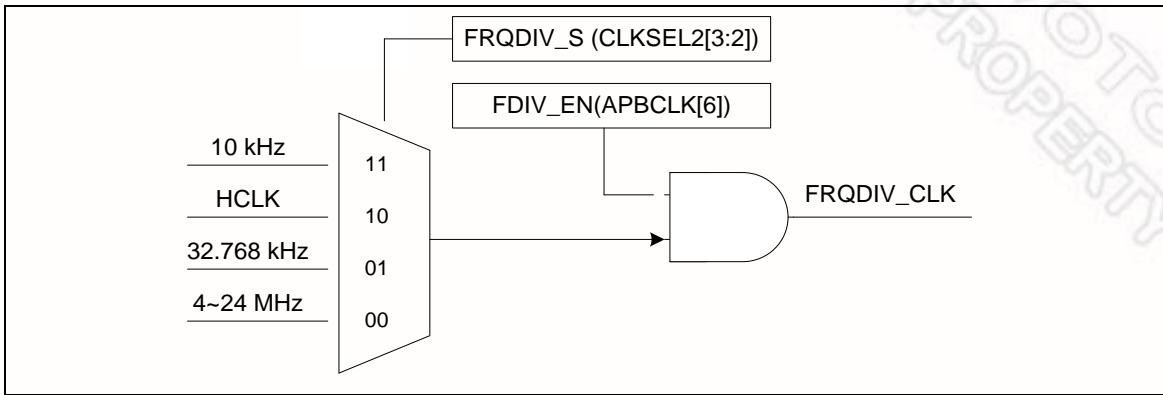 FRQDIV_S (CLKSEL2[3:2])
FDIV_EN(APBCLK[6])
10 kHz
11
HCLK
10
32.768 kHz
01
4~24 MHz
00
FRQDIV_CLK
PROPERTY